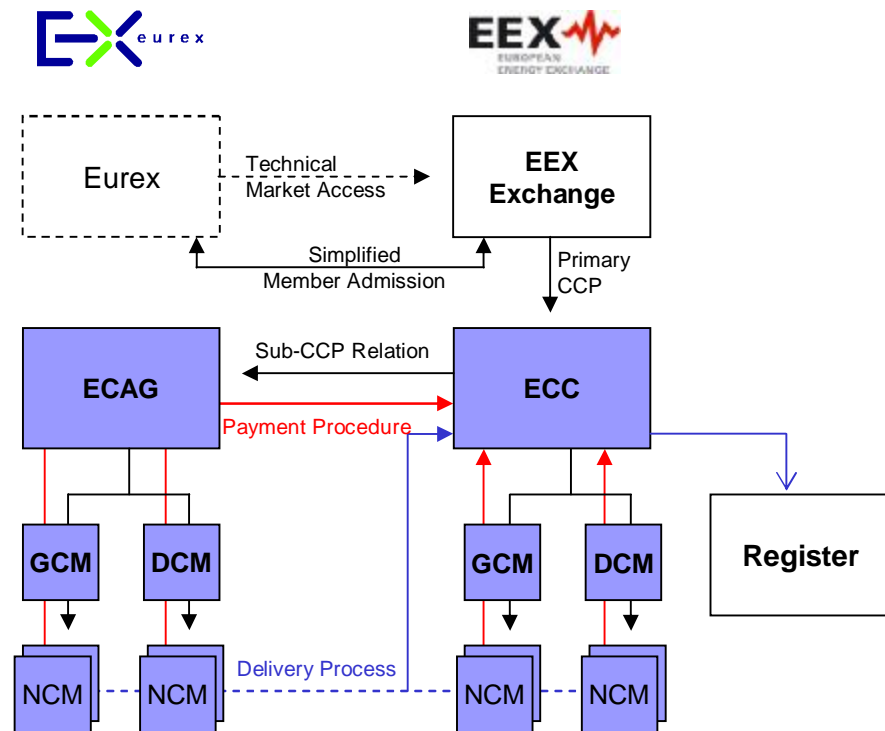 eurex
EEX
EUROPEAN
ENERGY EXCHANGE
Eurex
Technical
Market Access
EEX
Exchange
Simplified
Member Admission
Primary
CCP
ECAG
Sub-CCP Relation
ECC
Payment Procedure
GCM
DCM
GCM
DCM
Register
NCM
NCM
Delivery Process
NCM
NCM